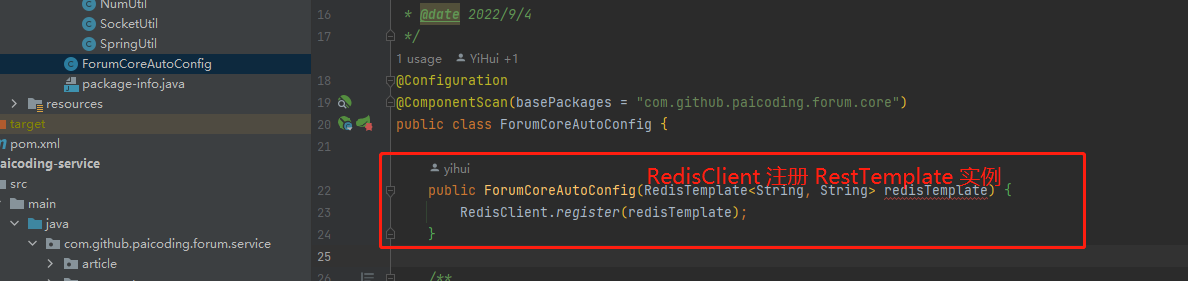 NumUtil
SocketUtil
SpringUtil
ForumCoreAutoConfig
package-info.java
resources
target
pom.xml
aicoding-service
src
main
java
com.github.paicoding.forum.service
article
16 * @date 2022/9/4
17 */
1 usage YiHui +1
18 @Configuration
19 @ComponentScan(basePackages = "com.github.paicoding.forum.core")
20 public class ForumCoreAutoConfig {
21
yihui
RedisClient 注册 RestTemplate 实例
22 public ForumCoreAutoConfig(RedisTemplate<String, String> redisTemplate) {
23 RedisClient.register(redisTemplate);
24 }
25
26 /**